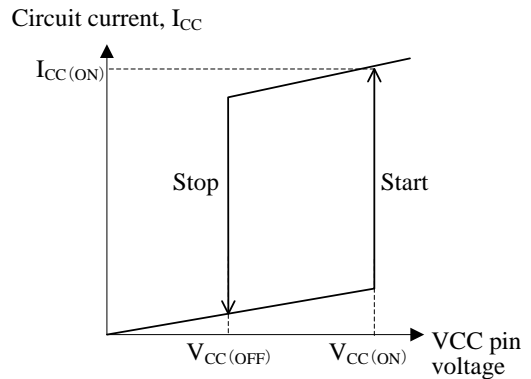 Circuit current, I_CC
I_CC(ON)
Stop
Start
V_CC(OFF)
V_CC(ON)
VCC pin
voltage